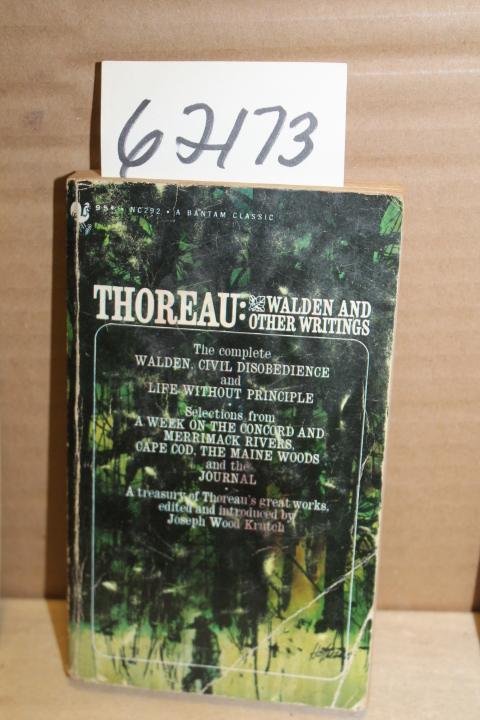 62173
95¢ • NC292 • A BANTAM CLASSIC
THOREAU: WALDEN AND
OTHER WRITINGS
The complete
WALDEN, CIVIL DISOBEDIENCE
and
LIFE WITHOUT PRINCIPLE
•
Selections from
A WEEK ON THE CONCORD AND
MERRIMACK RIVERS,
CAPE COD, THE MAINE WOODS
and the
JOURNAL
•
A treasury of Thoreau's great works,
edited and introduced by
Joseph Wood Krutch